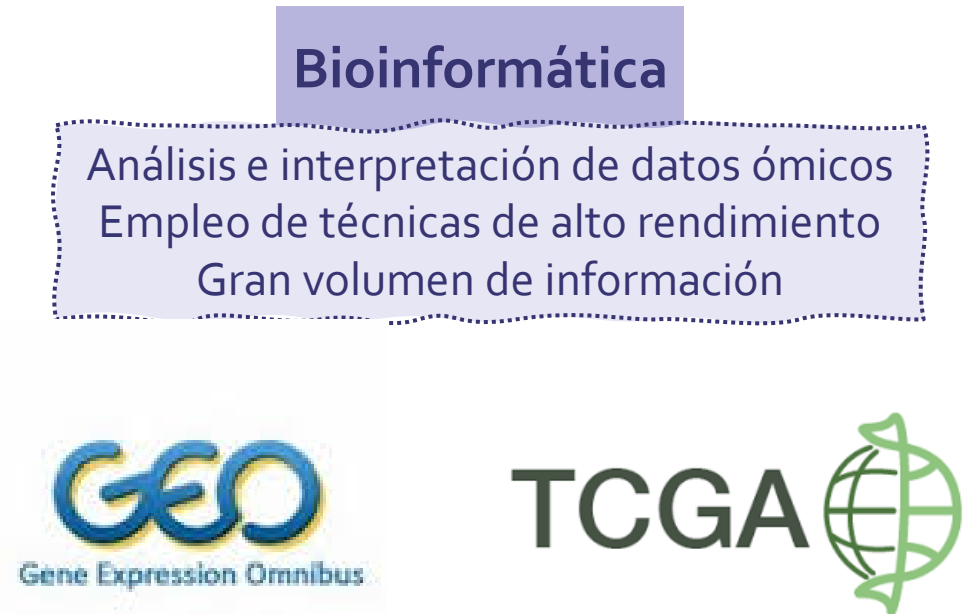 Bioinformática
Análisis e interpretación de datos ómicos
Empleo de técnicas de alto rendimiento
Gran volumen de información
GEO
Gene Expression Omnibus
TCGA